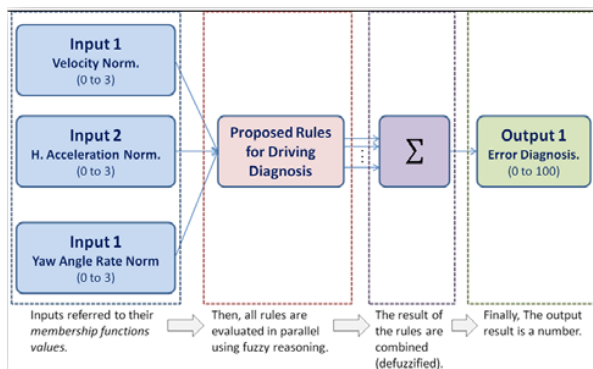 Input 1
Velocity Norm.
(0 to 3)
Input 2
H. Acceleration Norm.
(0 to 3)
Input 1
Yaw Angle Rate Norm
(0 to 3)
Proposed Rules
for Driving
Diagnosis
⋮
Σ
Output 1
Error Diagnosis.
(0 to 100)
Inputs referred to their
membership functions
values.
Then, all rules are
evaluated in parallel
using fuzzy reasoning.
The result of
the rules are
combined
(defuzzified).
Finally, The output
result is a number.